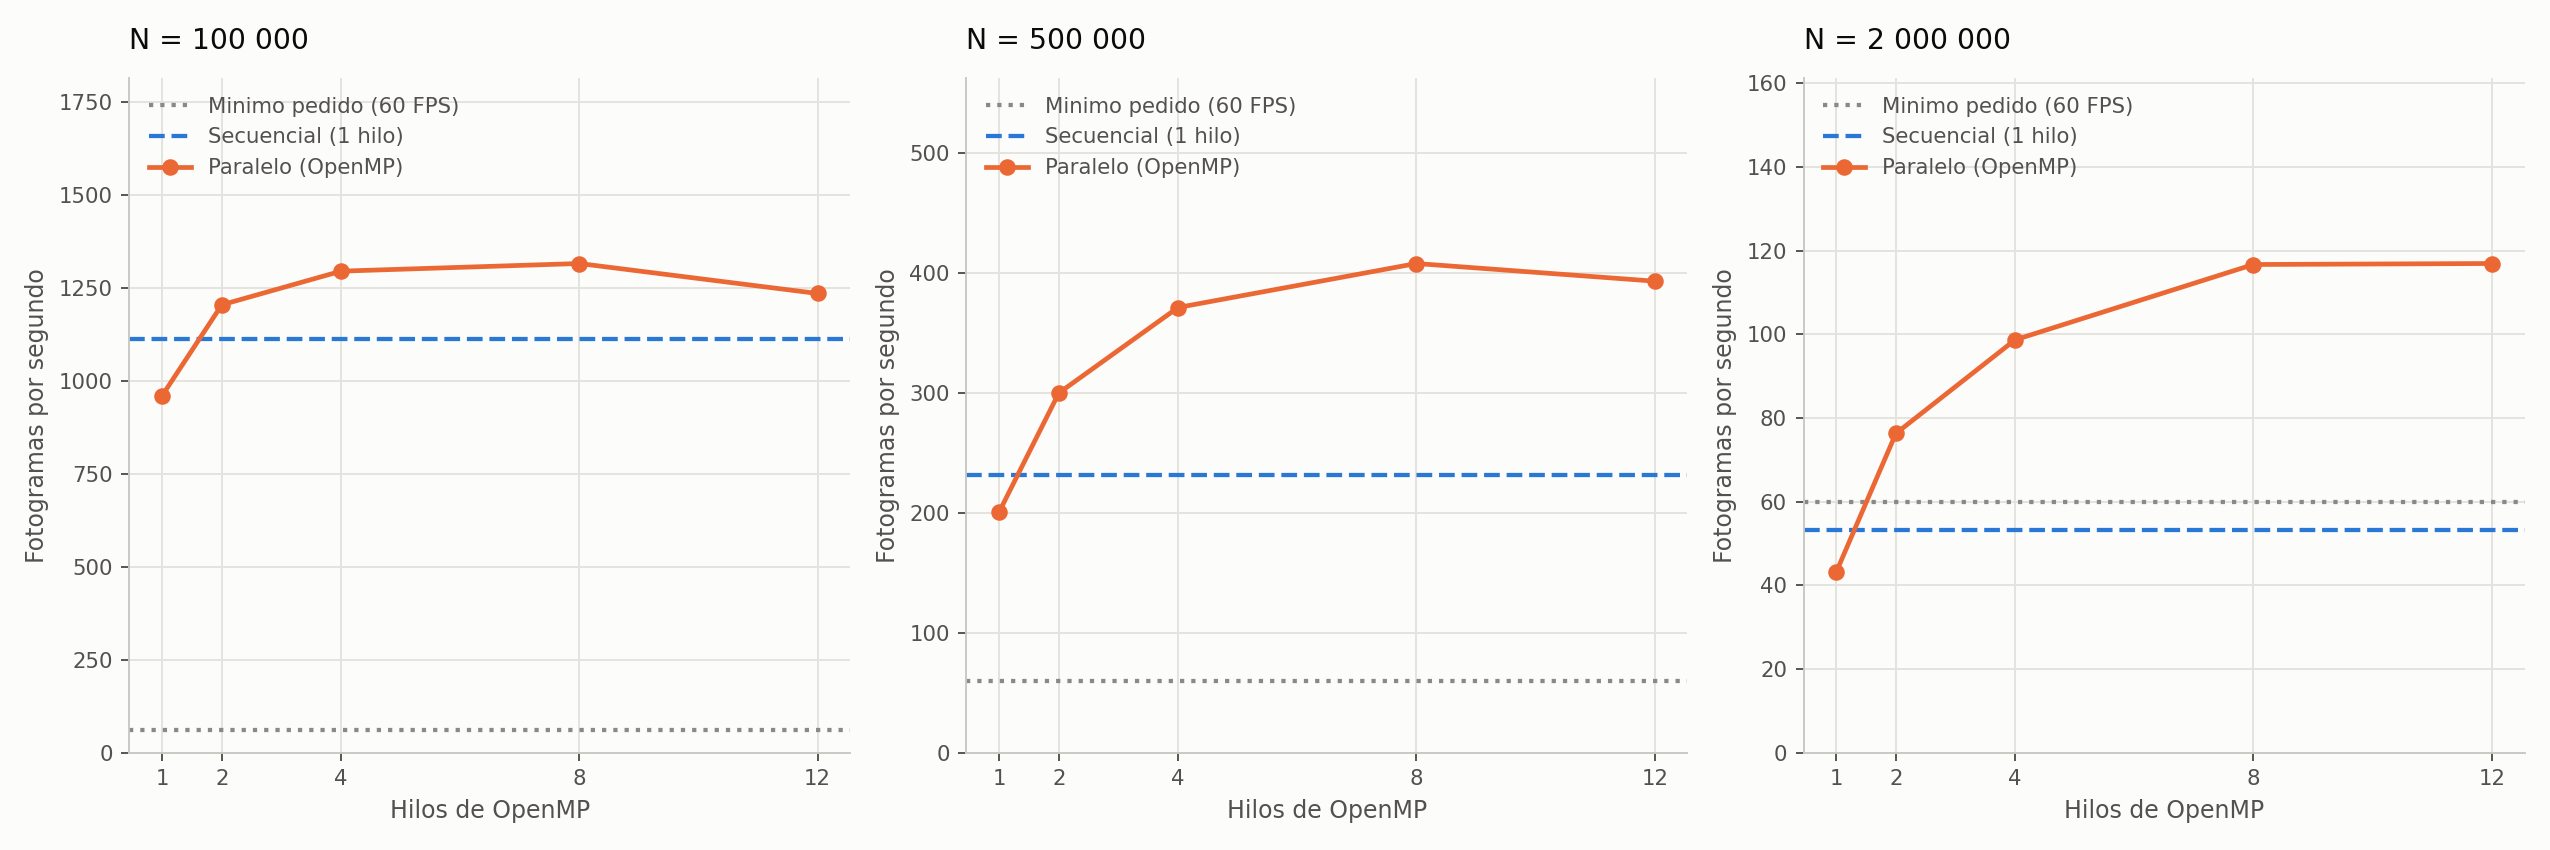 N = 100 000
1750
1500
1250
1000
750
500
250
0
Fotogramas por segundo
Minimo pedido (60 FPS)
Secuencial (1 hilo)
Paralelo (OpenMP)
1 2 4 8 12
Hilos de OpenMP
N = 500 000
500
400
300
200
100
0
Fotogramas por segundo
Minimo pedido (60 FPS)
Secuencial (1 hilo)
Paralelo (OpenMP)
1 2 4 8 12
Hilos de OpenMP
N = 2 000 000
160
140
120
100
80
60
40
20
0
Fotogramas por segundo
Minimo pedido (60 FPS)
Secuencial (1 hilo)
Paralelo (OpenMP)
1 2 4 8 12
Hilos de OpenMP